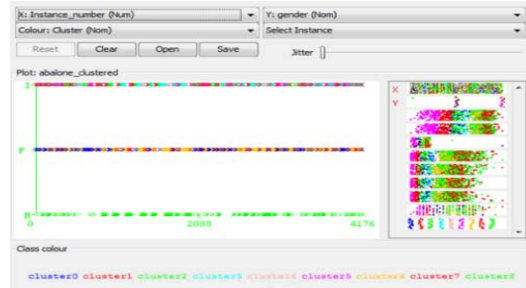 X: Instance_number (Num) Y: gender (Nom)
Colour: Cluster (Nom) Select Instance
Reset Clear Open Save Jitter
Plot: abalone_clustered
I
F
M
0 2088 4176
X
Y
Class colour
cluster0 cluster1 cluster2 cluster3 cluster4 cluster5 cluster6 cluster7 cluster8